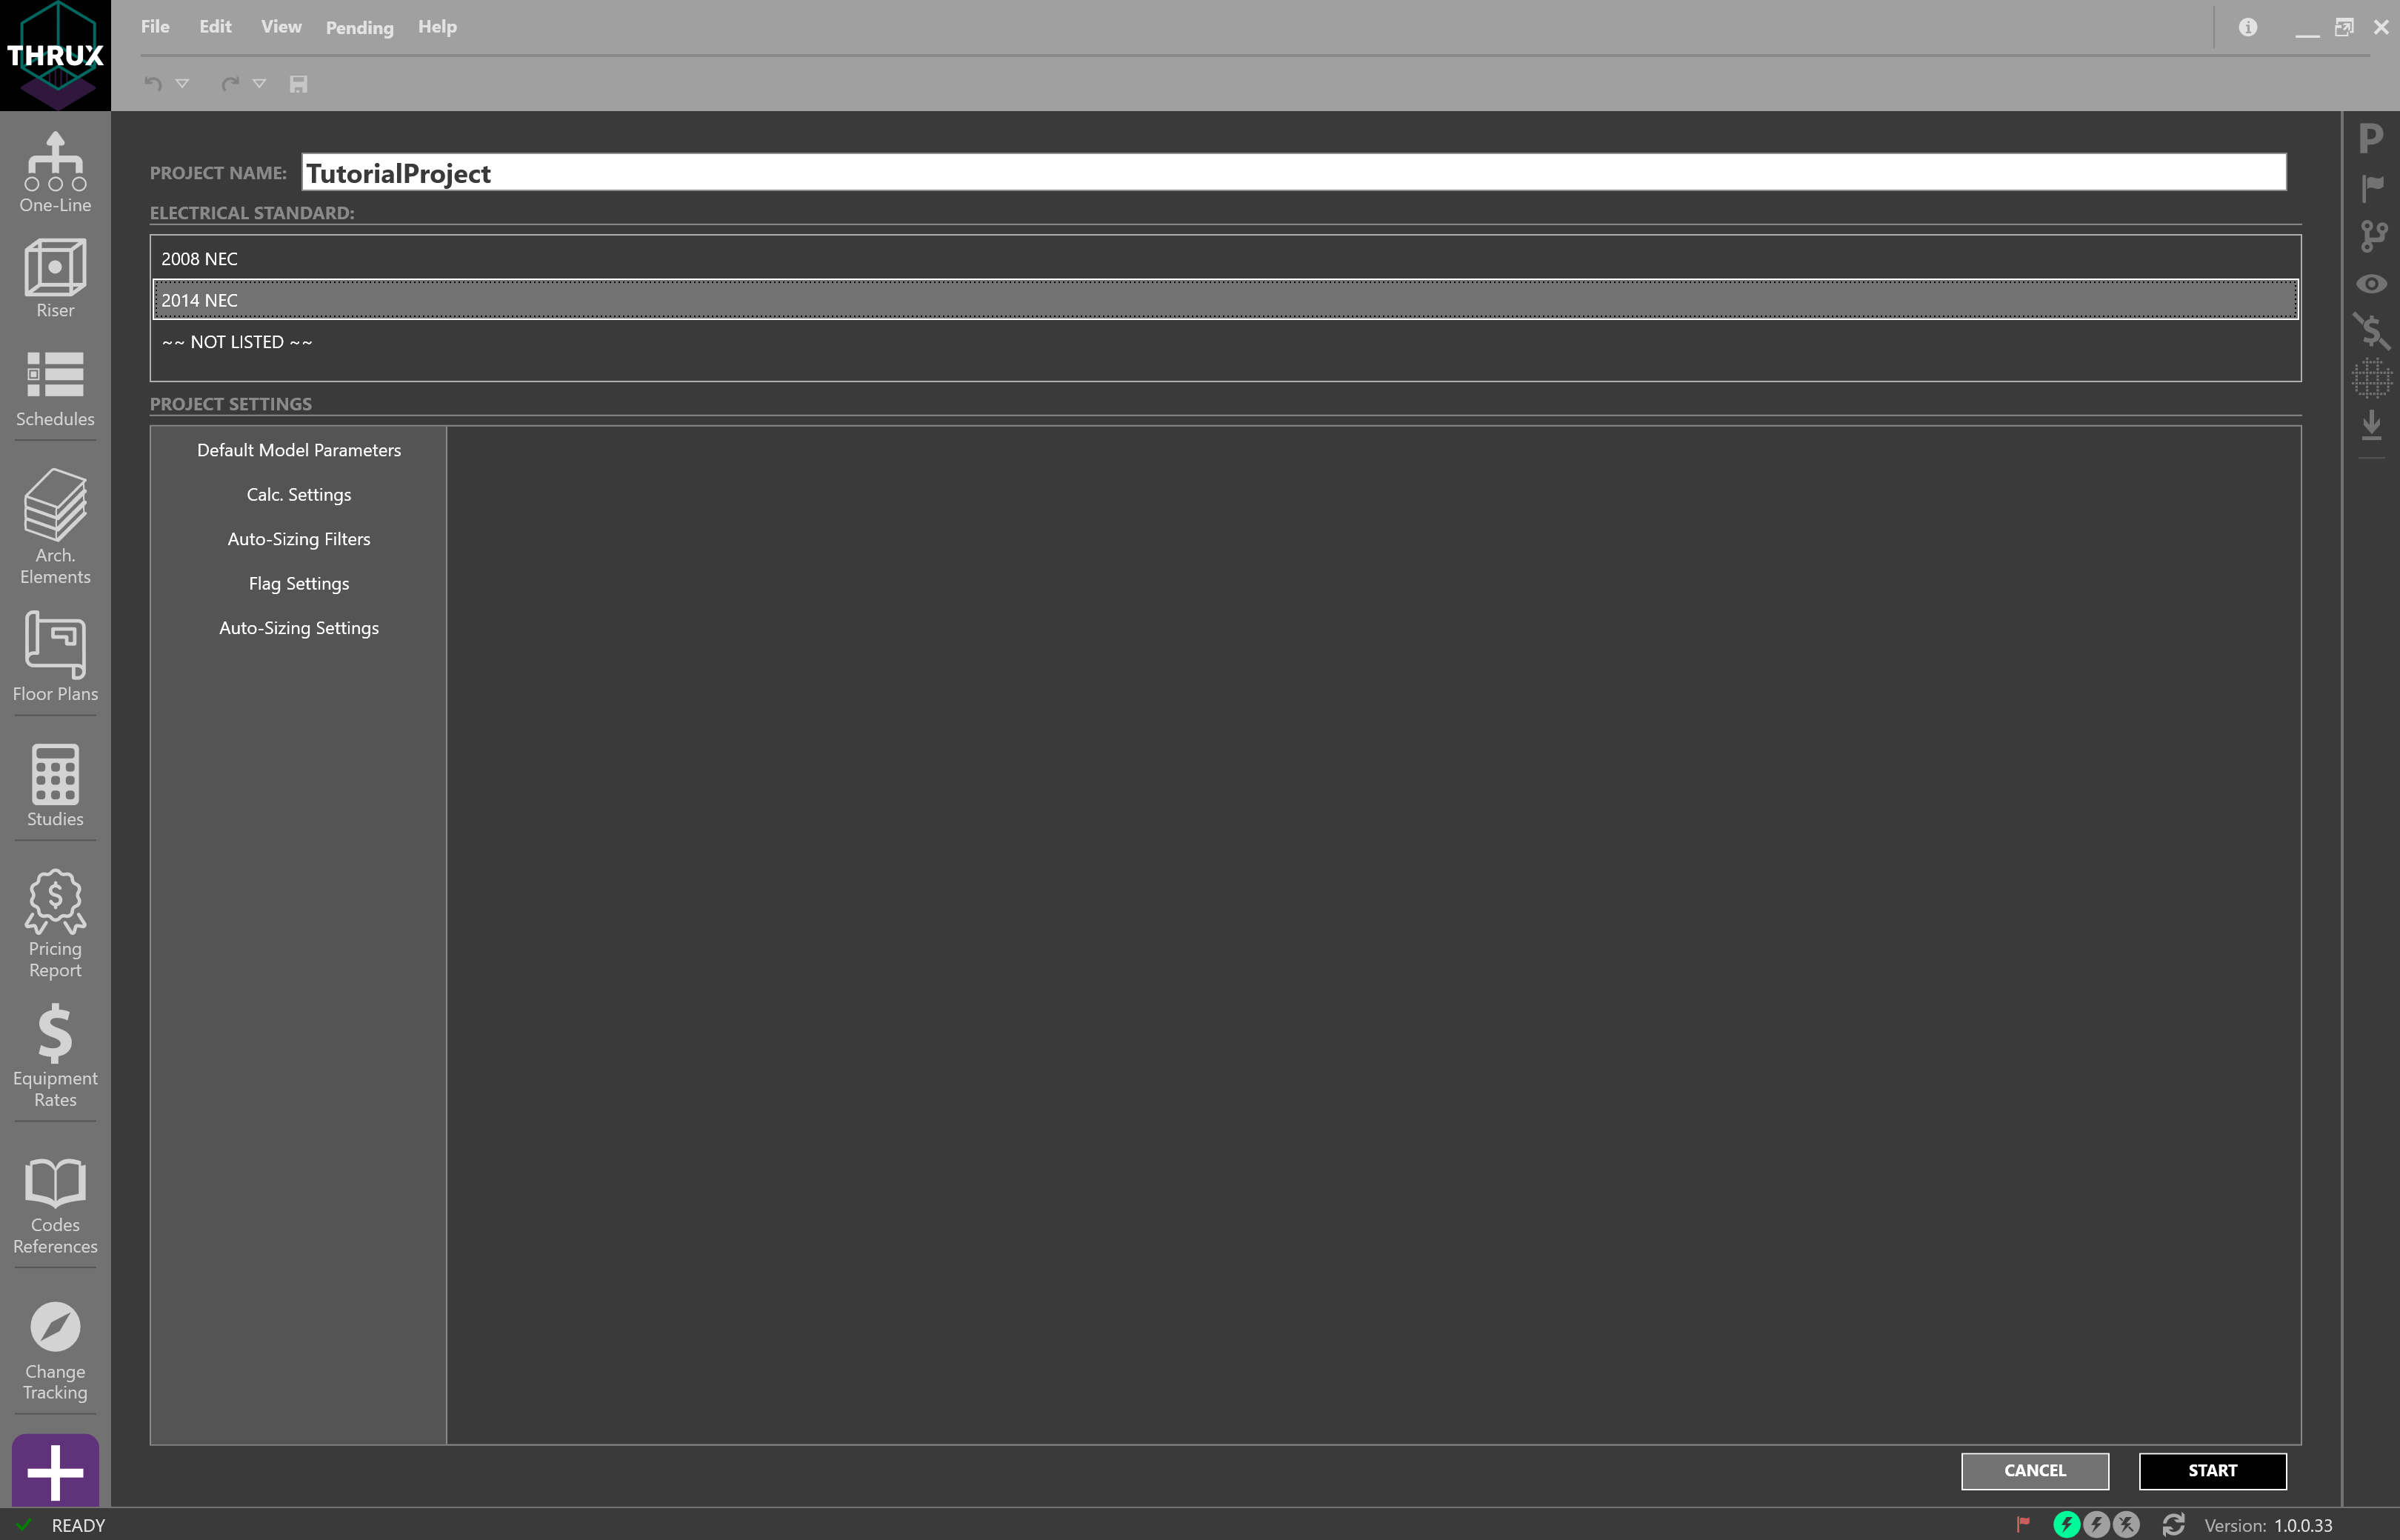 THRUX
File Edit View Pending Help
One-Line
Riser
Schedules
Arch.
Elements
Floor Plans
Studies
Pricing
Report
Equipment
Rates
Codes
References
Change
Tracking
PROJECT NAME: TutorialProject
ELECTRICAL STANDARD:
2008 NEC
2014 NEC
~~ NOT LISTED ~~
PROJECT SETTINGS
Default Model Parameters
Calc. Settings
Auto-Sizing Filters
Flag Settings
Auto-Sizing Settings
CANCEL START
P
READY
Version: 1.0.0.33